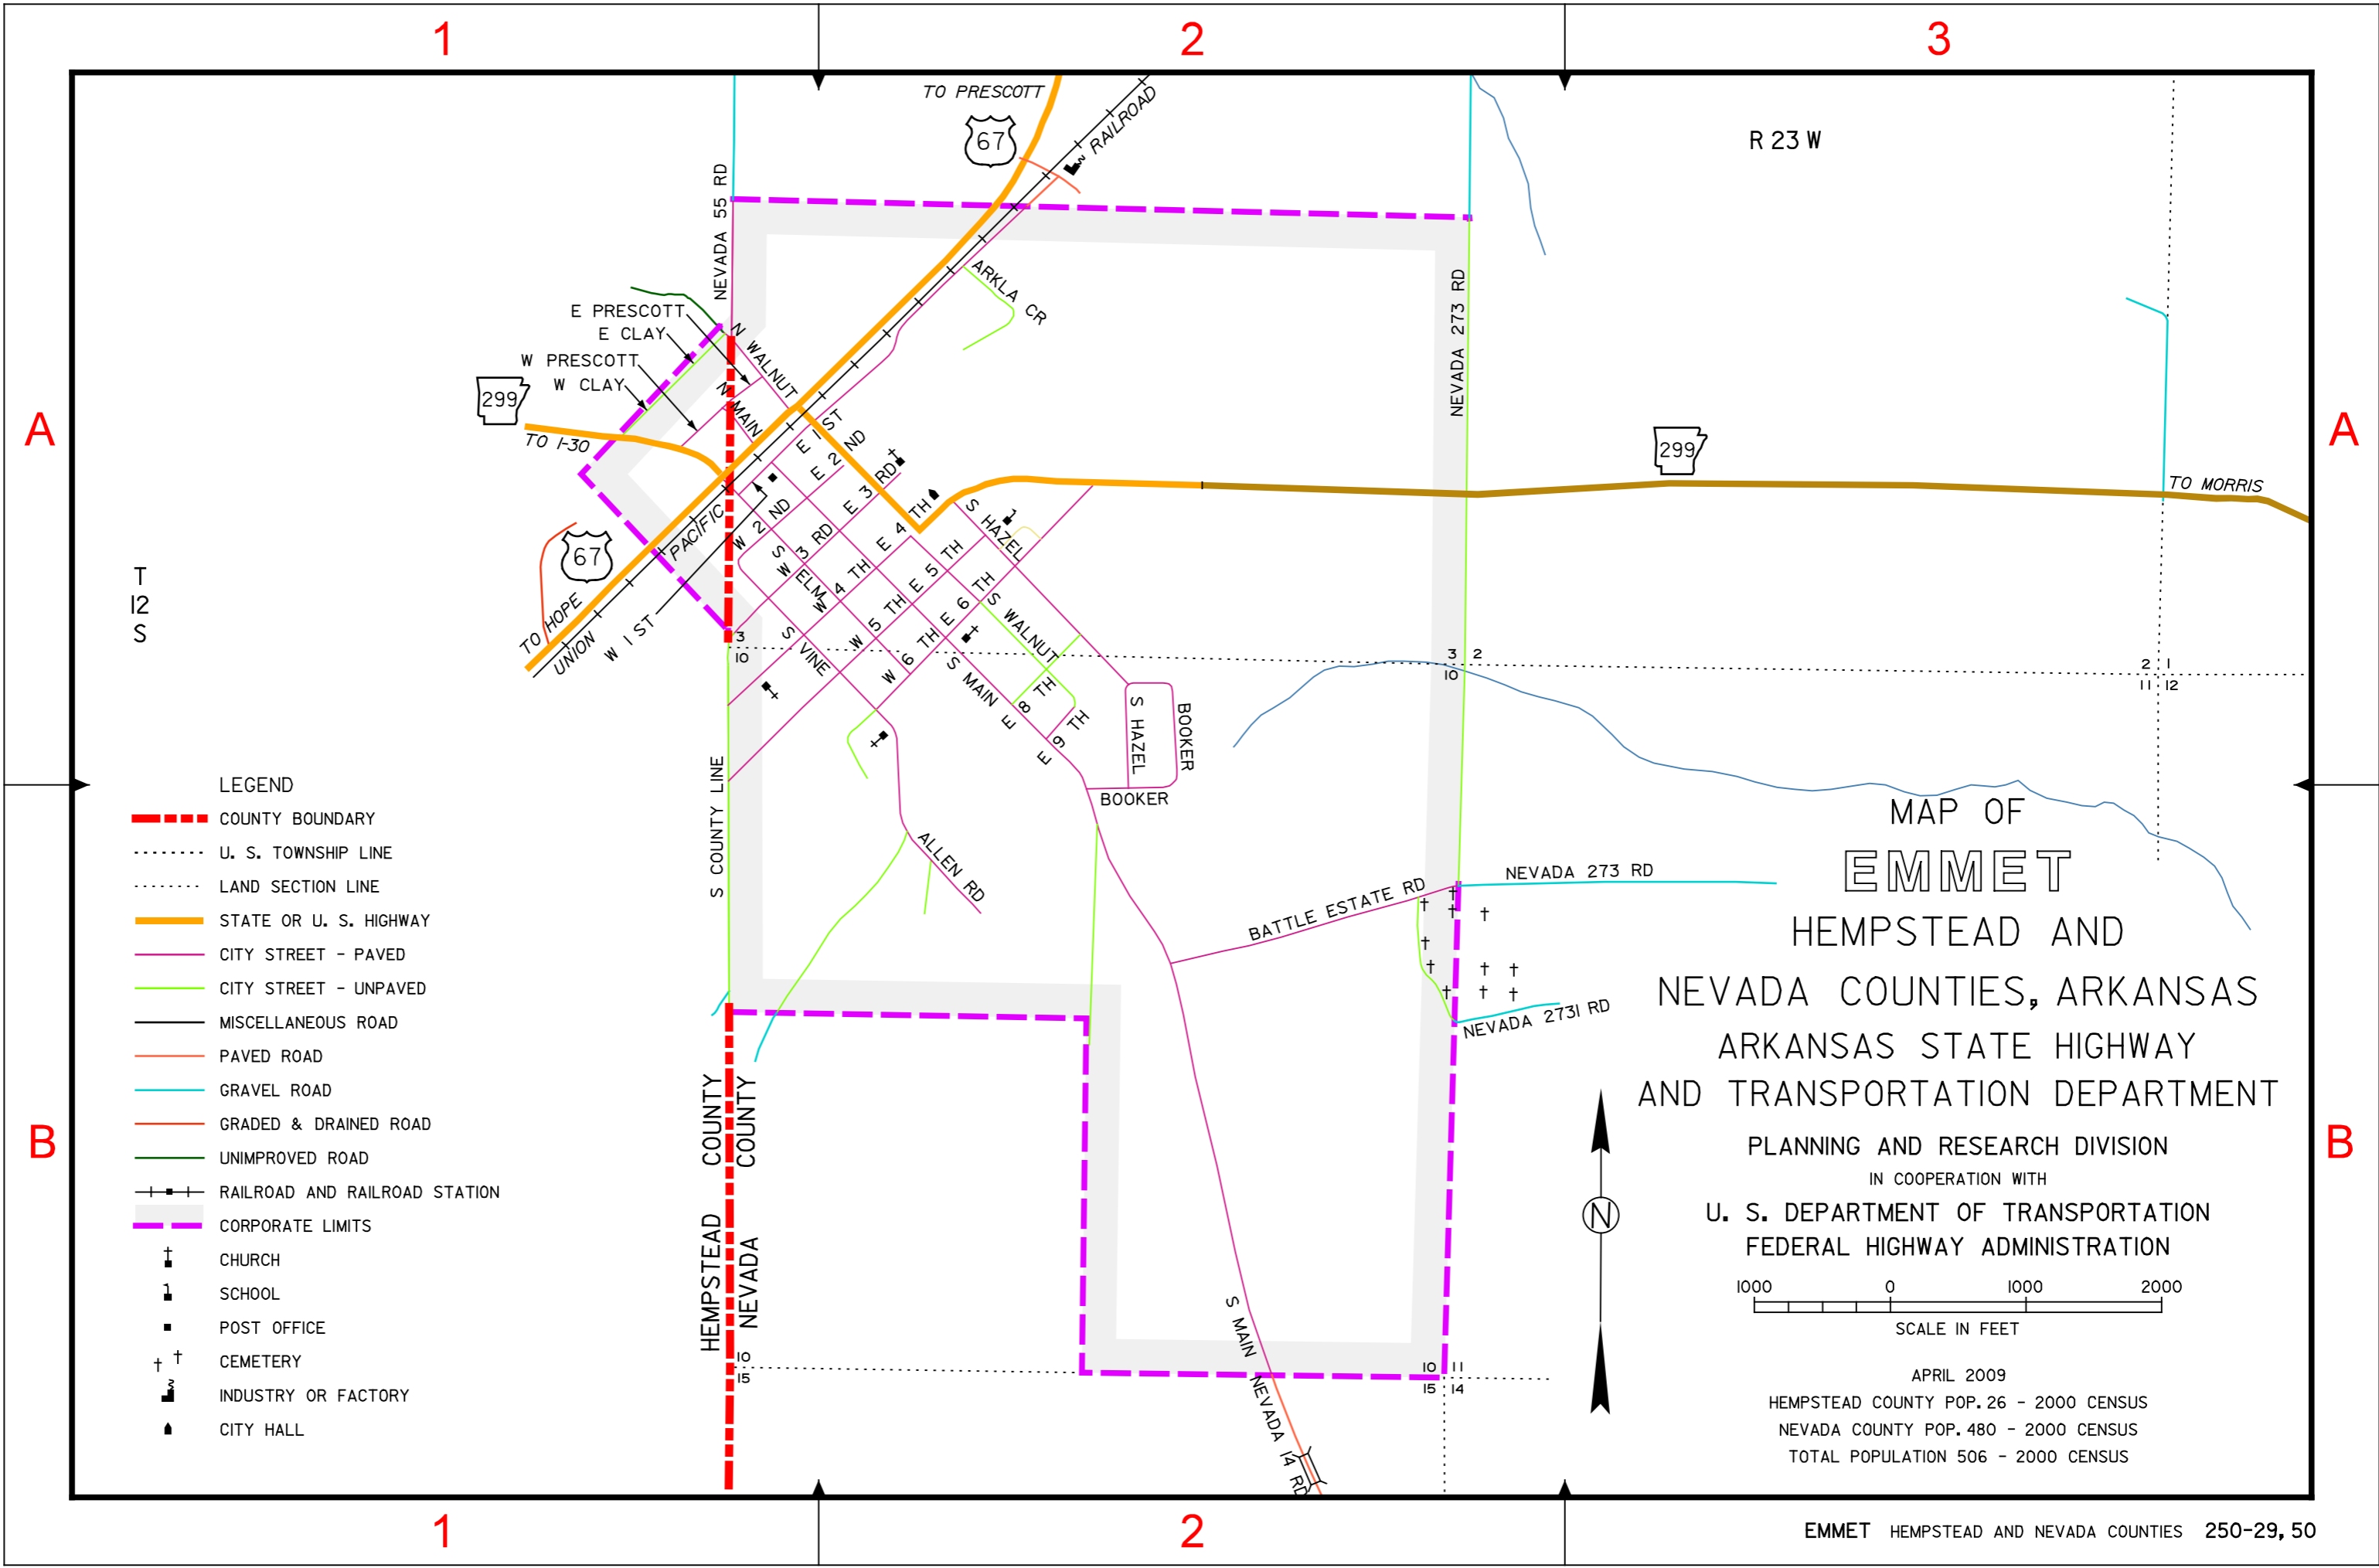 1
2
3
TO PRESCOTT
67
RAILROAD
R 23 W
NEVADA 55 RD
ARKLA CR
NEVADA 273 RD
E PRESCOTT
E CLAY
W PRESCOTT
W CLAY
N WALNUT
N MAIN
299
TO I-30
A
A
299
TO MORRIS
E 1 ST
E 2 ND
E 3 RD
E 4 TH
E 5 TH
E 6 TH
E 8 TH
E 9 TH
W 1 ST
W 2 ND
W 3 RD
W 4 TH
W 5 TH
W 6 TH
S ELM
S VINE
S MAIN
S WALNUT
S HAZEL
S HAZEL
BOOKER
BOOKER
PACIFIC
UNION
67
TO HOPE
T
12
S
3
10
3 2
10
2 1
11 12
S COUNTY LINE
ALLEN RD
BATTLE ESTATE RD
NEVADA 273 RD
NEVADA 2731 RD
LEGEND
COUNTY BOUNDARY
U. S. TOWNSHIP LINE
LAND SECTION LINE
STATE OR U. S. HIGHWAY
CITY STREET - PAVED
CITY STREET - UNPAVED
MISCELLANEOUS ROAD
PAVED ROAD
GRAVEL ROAD
GRADED & DRAINED ROAD
UNIMPROVED ROAD
RAILROAD AND RAILROAD STATION
CORPORATE LIMITS
CHURCH
SCHOOL
POST OFFICE
CEMETERY
INDUSTRY OR FACTORY
CITY HALL
HEMPSTEAD COUNTY
NEVADA COUNTY
10
15
10 11
15 14
S MAIN
NEVADA 14 RD
MAP OF
EMMET
HEMPSTEAD AND
NEVADA COUNTIES, ARKANSAS
ARKANSAS STATE HIGHWAY
AND TRANSPORTATION DEPARTMENT
PLANNING AND RESEARCH DIVISION
IN COOPERATION WITH
U. S. DEPARTMENT OF TRANSPORTATION
FEDERAL HIGHWAY ADMINISTRATION
N
1000 0 1000 2000
SCALE IN FEET
APRIL 2009
HEMPSTEAD COUNTY POP. 26 - 2000 CENSUS
NEVADA COUNTY POP. 480 - 2000 CENSUS
TOTAL POPULATION 506 - 2000 CENSUS
B
B
1
2
EMMET HEMPSTEAD AND NEVADA COUNTIES 250-29, 50